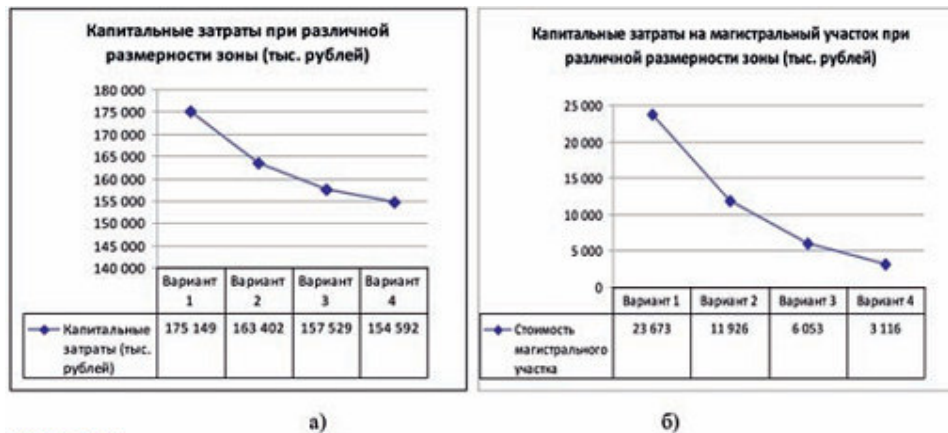 Капитальные затраты при различной
размерности зоны (тыс. рублей)
180 000
175 000
170 000
165 000
160 000
155 000
150 000
145 000
140 000
Вариант 1
Вариант 2
Вариант 3
Вариант 4
Капитальные затраты (тыс. рублей)
175 149
163 402
157 529
154 592
а)
Капитальные затраты на магистральный участок при
различной размерности зоны (тыс. рублей)
25 000
20 000
15 000
10 000
5 000
0
Вариант 1
Вариант 2
Вариант 3
Вариант 4
Стоимость магистрального участка
23 673
11 926
6 053
3 116
б)